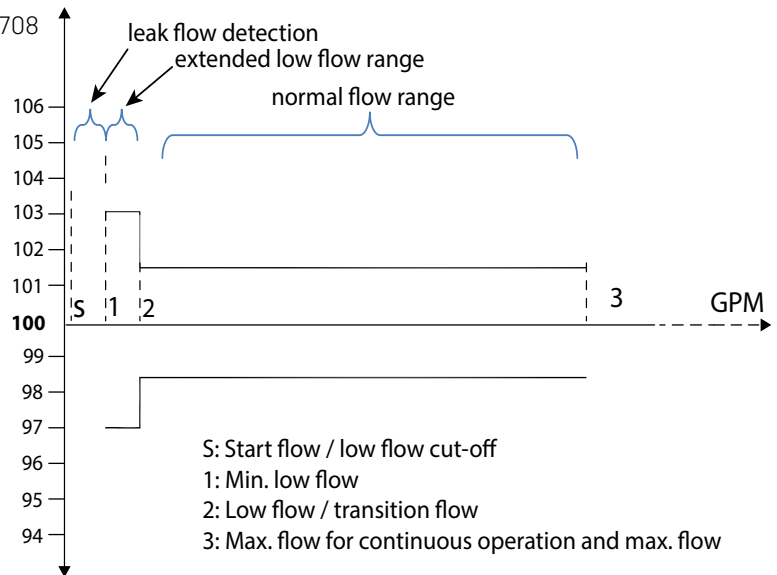 708
leak flow detection
extended low flow range
normal flow range
106
105
104
103
102
101
100
99
98
97
96
95
94
S
1
2
3
GPM
S: Start flow / low flow cut-off
1: Min. low flow
2: Low flow / transition flow
3: Max. flow for continuous operation and max. flow